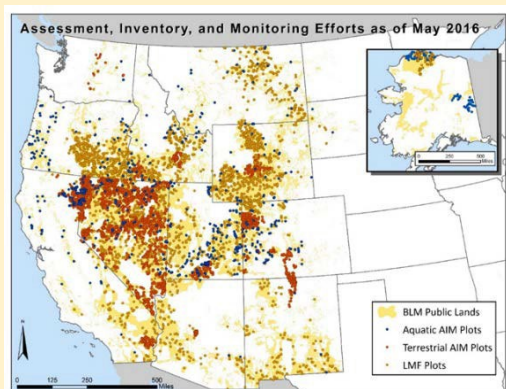 Assessment, Inventory, and Monitoring Efforts as of May 2016
0 250 500
Miles
BLM Public Lands
Aquatic AIM Plots
Terrestrial AIM Plots
LMF Plots
N
0 125 250 500
Miles